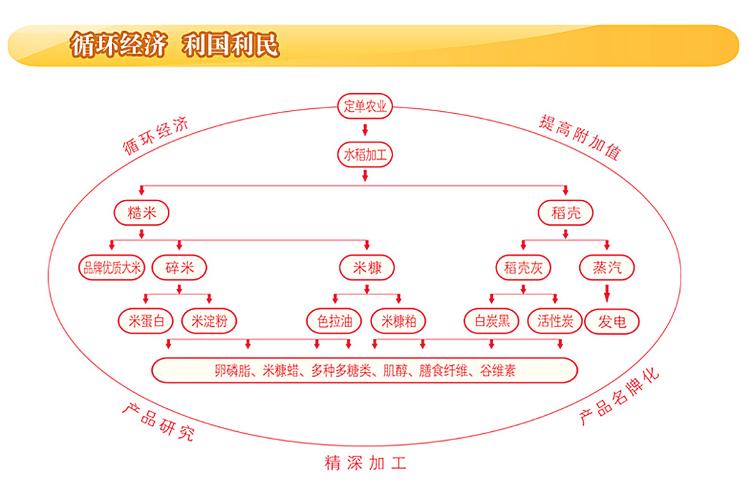 循环经济 利国利民
定单农业
循环经济
提高附加值
水稻加工
糙米
稻壳
品牌优质大米
碎米
米糠
稻壳灰
蒸汽
米蛋白
米淀粉
色拉油
米糠粕
白炭黑
活性炭
发电
卵磷脂、米糠蜡、多种多糖类、肌醇、膳食纤维、谷维素
产品研究
产品名牌化
精深加工